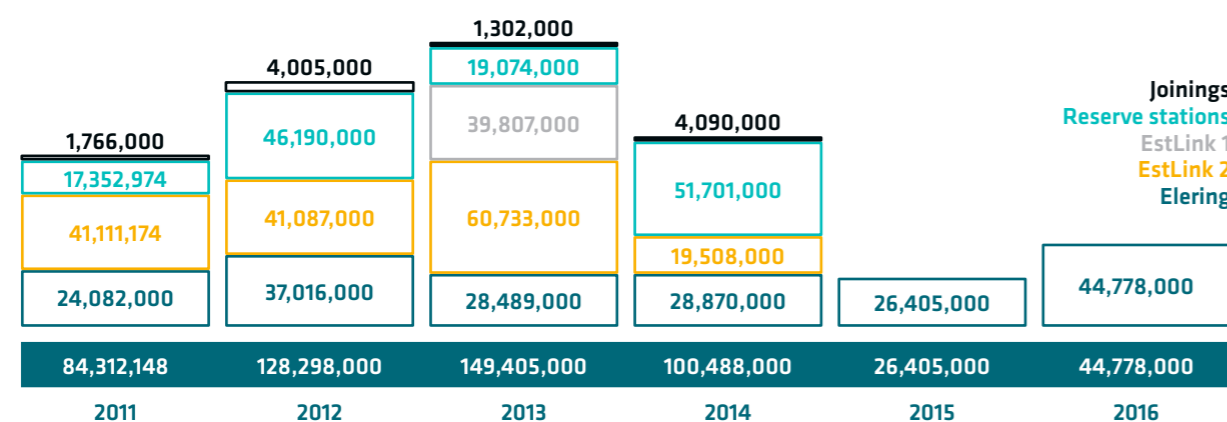 1,302,000
4,005,000
19,074,000
Joinings
1,766,000
46,190,000
39,807,000
4,090,000
Reserve stations
EstLink 1
17,352,974
EstLink 2
51,701,000
Elering
41,111,174
41,087,000
60,733,000
19,508,000
24,082,000
37,016,000
28,489,000
28,870,000
26,405,000
44,778,000
84,312,148 128,298,000 149,405,000 100,488,000 26,405,000 44,778,000
2011 2012 2013 2014 2015 2016